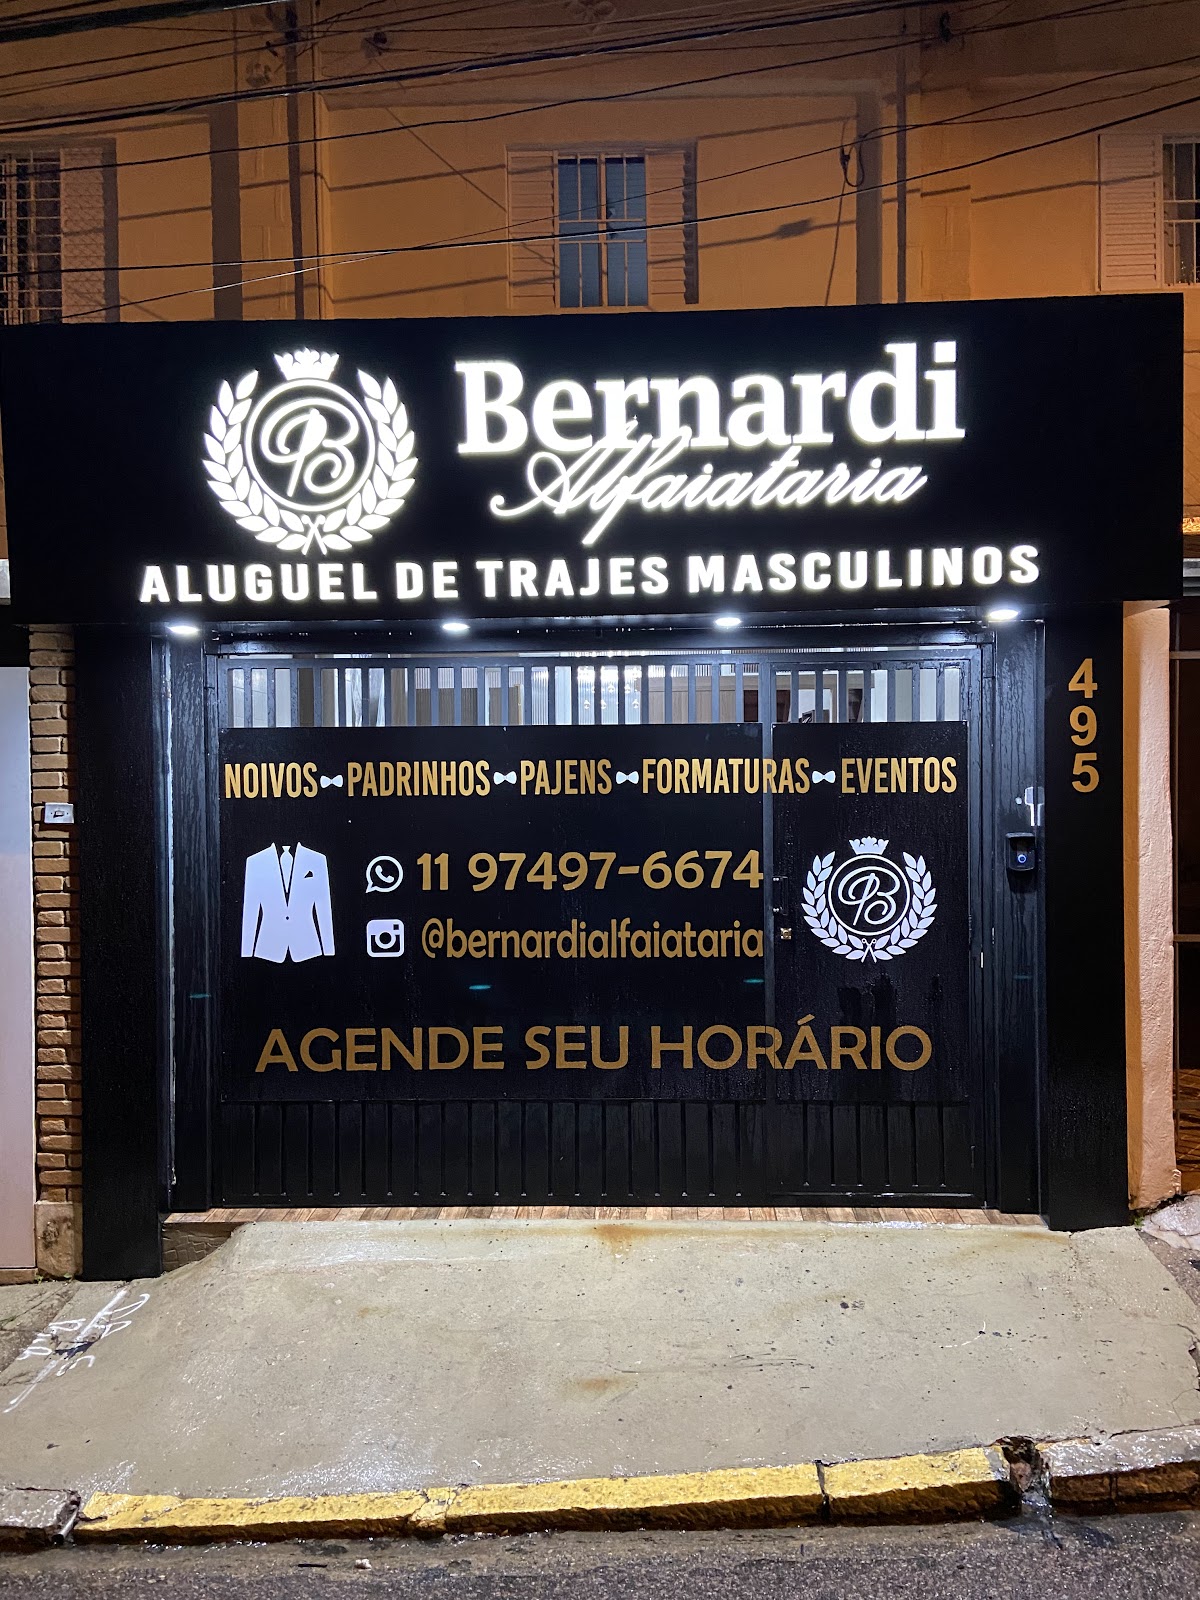 B
Bernardi
Alfaiataria
ALUGUEL DE TRAJES MASCULINOS
495
NOIVOS PADRINHOS PAJENS FORMATURAS EVENTOS
11 97497-6674
@bernardialfaiataria
B
AGENDE SEU HORÁRIO